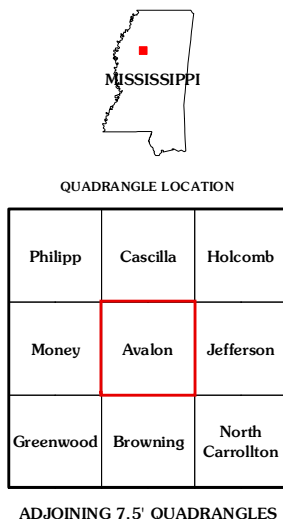 MISSISSIPPI
QUADRANGLE LOCATION
Philipp
Cascilla
Holcomb
Money
Avalon
Jefferson
Greenwood
Browning
North
Carrollton
ADJOINING 7.5' QUADRANGLES